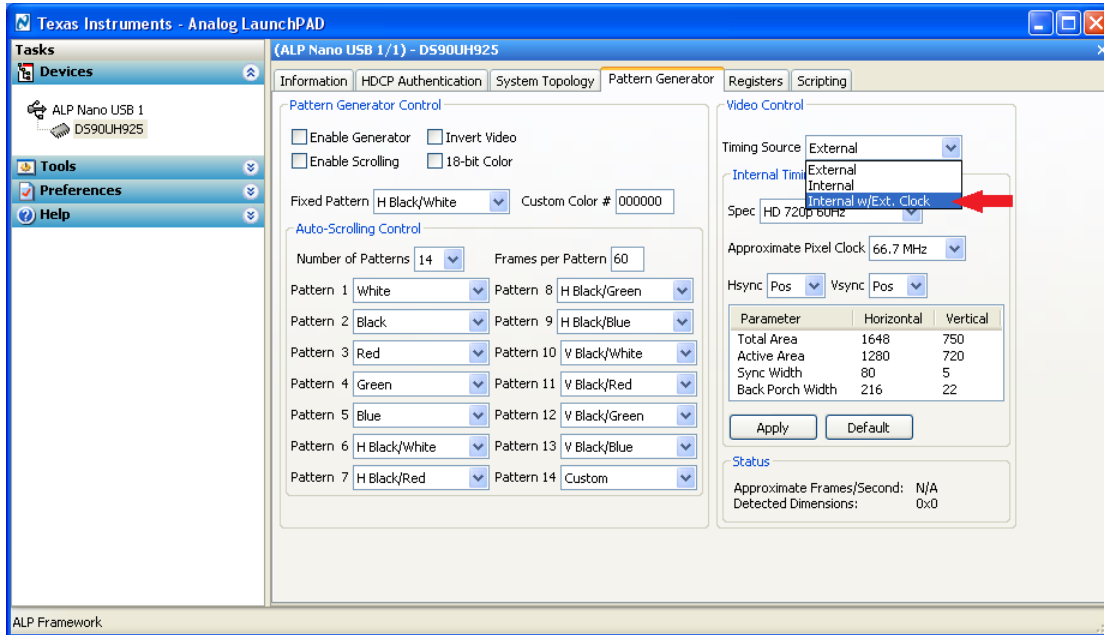 Texas Instruments - Analog LaunchPAD
Tasks
Devices
ALP Nano USB 1
DS90UH925
Tools
Preferences
Help
(ALP Nano USB 1/1) - DS90UH925
Information HDCP Authentication System Topology Pattern Generator Registers Scripting
Pattern Generator Control
Enable Generator Invert Video
Enable Scrolling 18-bit Color
Fixed Pattern H Black/White Custom Color # 000000
Auto-Scrolling Control
Number of Patterns 14 Frames per Pattern 60
Pattern 1 White Pattern 8 H Black/Green
Pattern 2 Black Pattern 9 H Black/Blue
Pattern 3 Red Pattern 10 V Black/White
Pattern 4 Green Pattern 11 V Black/Red
Pattern 5 Blue Pattern 12 V Black/Green
Pattern 6 H Black/White Pattern 13 V Black/Blue
Pattern 7 H Black/Red Pattern 14 Custom
Video Control
Timing Source External
External
Internal
Internal w/Ext. Clock
Internal Timi
Spec HD 720p 60Hz
Approximate Pixel Clock 66.7 MHz
Hsync Pos Vsync Pos
Parameter Horizontal Vertical
Total Area 1648 750
Active Area 1280 720
Sync Width 80 5
Back Porch Width 216 22
Apply Default
Status
Approximate Frames/Second: N/A
Detected Dimensions: 0x0
ALP Framework